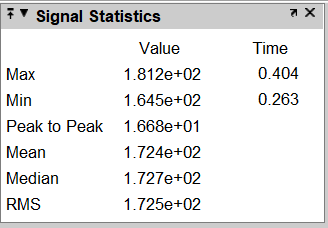 Signal Statistics
Value Time
Max 1.812e+02 0.404
Min 1.645e+02 0.263
Peak to Peak 1.668e+01
Mean 1.724e+02
Median 1.727e+02
RMS 1.725e+02